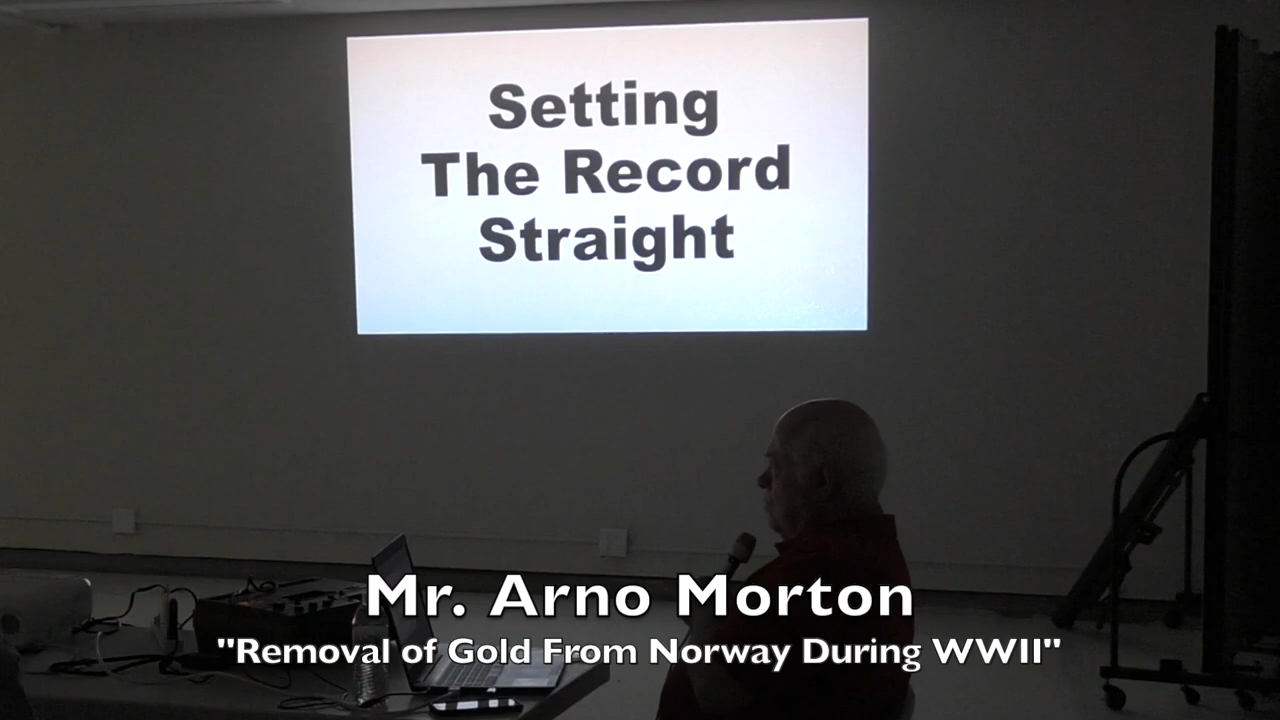 Setting
The Record
Straight
Mr. Arno Morton
"Removal of Gold From Norway During WWII"